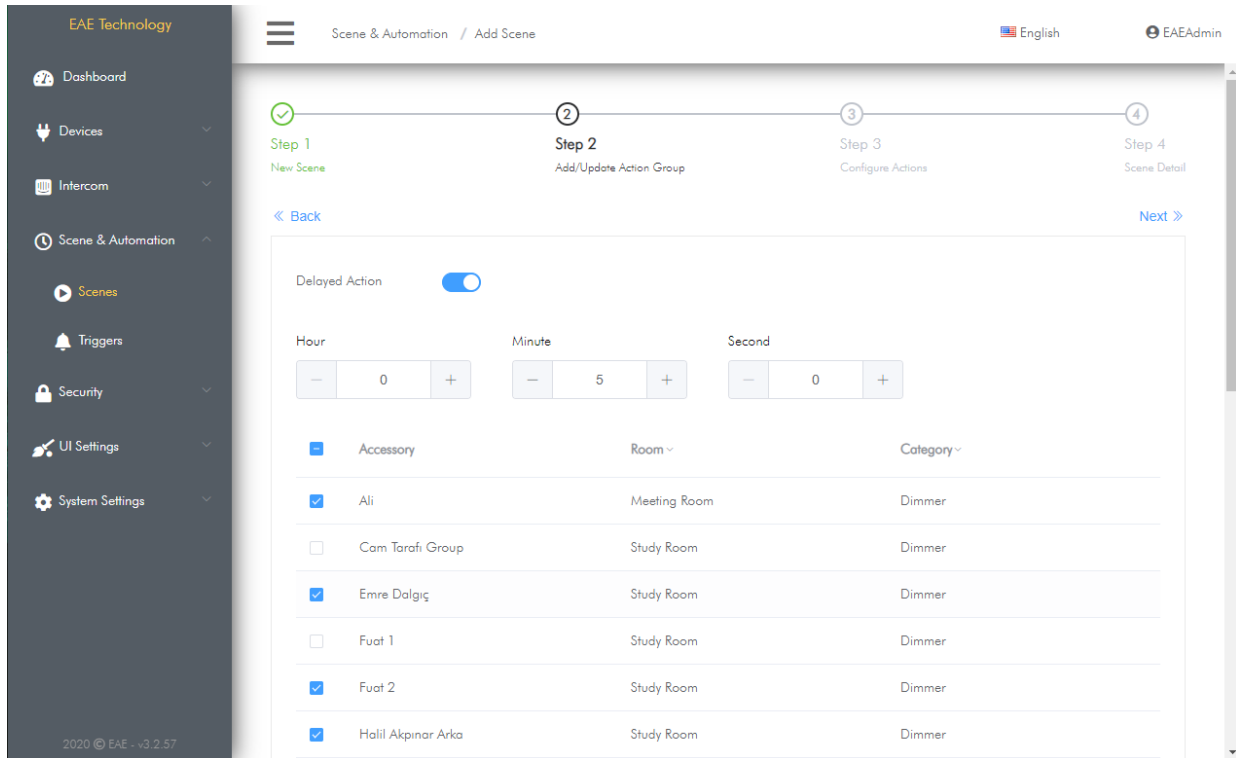 EAE Technology
Scene & Automation / Add Scene
English
EAEAdmin
Dashboard
Devices
Intercom
Scene & Automation
Scenes
Triggers
Security
UI Settings
System Settings
2020 © EAE - v3.2.57
2 3 4
Step 1 Step 2 Step 3 Step 4
New Scene Add/Update Action Group Configure Actions Scene Detail
« Back Next »
Delayed Action
Hour Minute Second
− 0 + − 5 + − 0 +
Accessory Room Category
Ali Meeting Room Dimmer
Cam Tarafı Group Study Room Dimmer
Emre Dalgıç Study Room Dimmer
Fuat 1 Study Room Dimmer
Fuat 2 Study Room Dimmer
Halil Akpınar Arka Study Room Dimmer